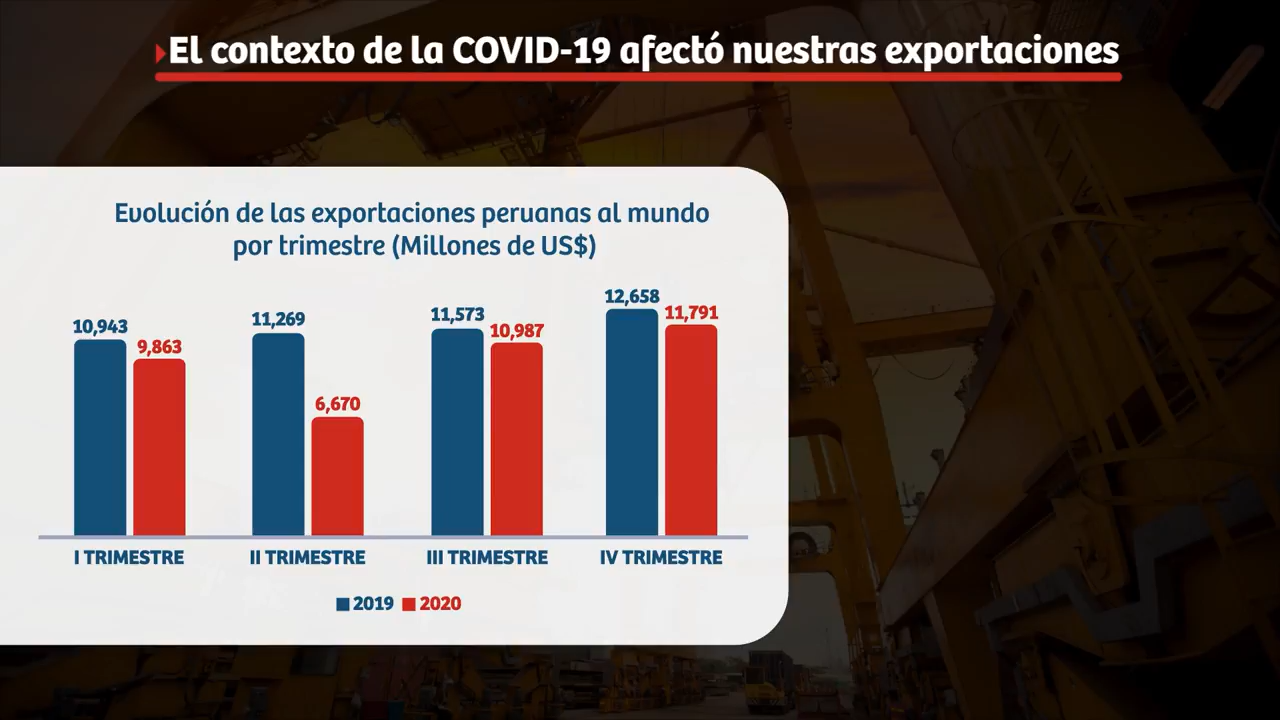 El contexto de la COVID-19 afectó nuestras exportaciones
Evolución de las exportaciones peruanas al mundo
por trimestre (Millones de US$)
10,943
9,863
11,269
6,670
11,573
10,987
12,658
11,791
I TRIMESTRE
II TRIMESTRE
III TRIMESTRE
IV TRIMESTRE
2019 2020